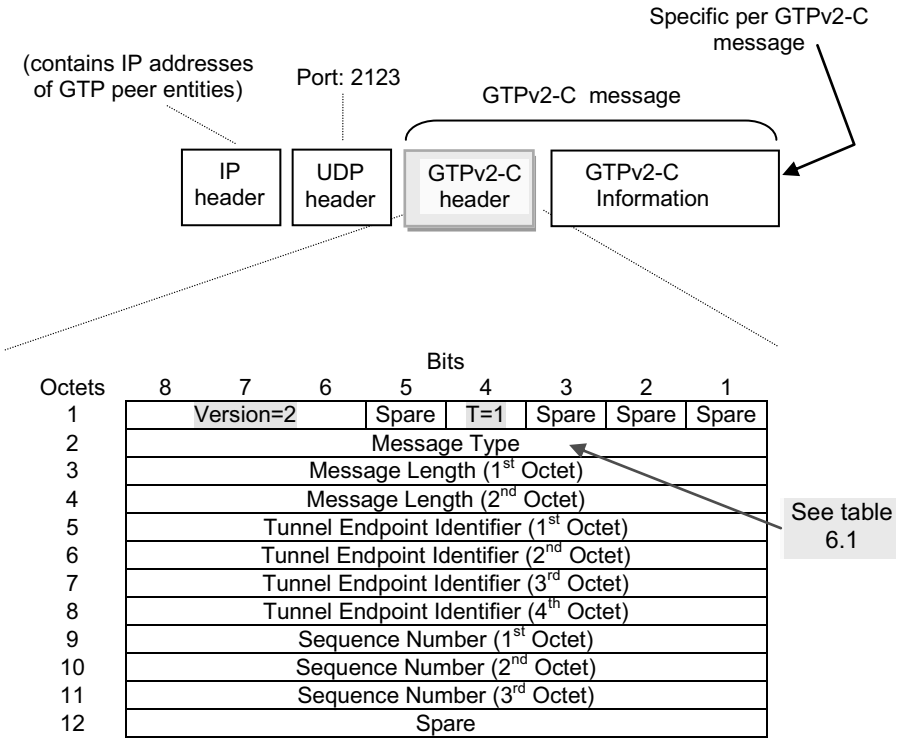 Specific per GTPv2-C
message
(contains IP addresses
of GTP peer entities)
Port: 2123
GTPv2-C message
IP
header
UDP
header
GTPv2-C
header
GTPv2-C
Information
Bits
Octets 8 7 6 5 4 3 2 1
1 Version=2 Spare T=1 Spare Spare Spare
2 Message Type
3 Message Length (1st Octet)
4 Message Length (2nd Octet)
5 Tunnel Endpoint Identifier (1st Octet)
6 Tunnel Endpoint Identifier (2nd Octet)
7 Tunnel Endpoint Identifier (3rd Octet)
8 Tunnel Endpoint Identifier (4th Octet)
9 Sequence Number (1st Octet)
10 Sequence Number (2nd Octet)
11 Sequence Number (3rd Octet)
12 Spare
See table
6.1